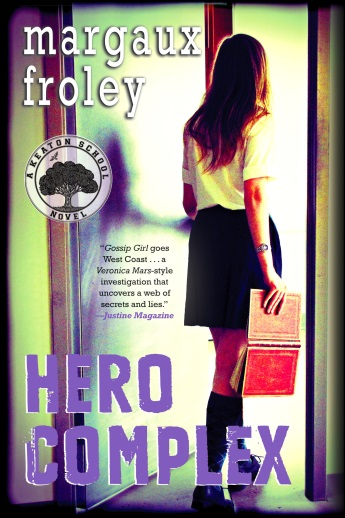 margaux
froley
A KEATON SCHOOL
NOVEL
"Gossip Girl goes
West Coast . . . a
Veronica Mars-style
investigation that
uncovers a web of
secrets and lies."
—Justine Magazine
HERO
COMPLEX